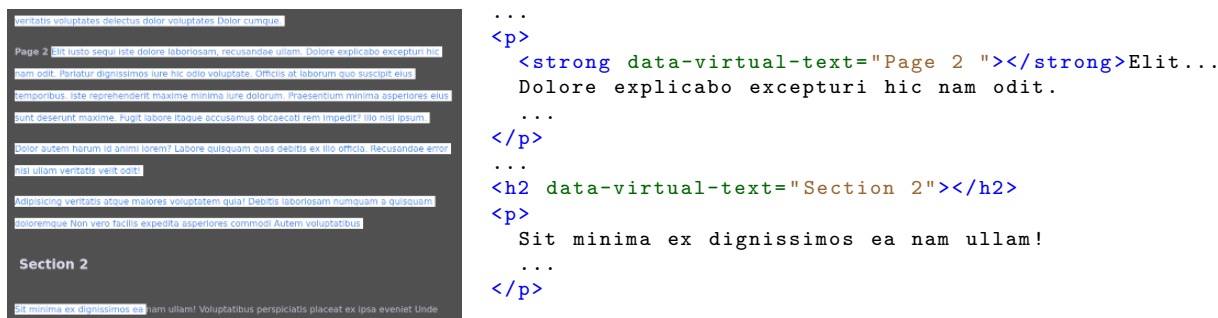 veritatis voluptates delectus dolor voluptates Dolor cumque.
Page 2 Elit iusto sequi iste dolore laboriosam, recusandae ullam. Dolore explicabo excepturi hic
nam odit. Pariatur dignissimos iure hic odio voluptate. Officiis at laborum quo suscipit eius
temporibus. Iste reprehenderit maxime minima iure dolorum. Praesentium minima asperiores eius
sunt deserunt maxime. Fugit labore itaque accusamus obcaecati rem impedit? Illo nisi ipsum.
Dolor autem harum id animi lorem? Labore quisquam quas debitis ex illo officia. Recusandae error
nisi ullam veritatis velit odit!
Adipisicing veritatis atque maiores voluptatem quia! Debitis laboriosam numquam a quisquam
doloremque Non vero facilis expedita asperiores commodi Autem voluptatibus
Section 2
Sit minima ex dignissimos ea nam ullam! Voluptatibus perspiciatis placeat ex ipsa eveniet Unde
...
<p>
<strong data-virtual-text="Page 2 "></strong>Elit...
Dolore explicabo excepturi hic nam odit.
...
</p>
...
<h2 data-virtual-text="Section 2"></h2>
<p>
Sit minima ex dignissimos ea nam ullam!
...
</p>